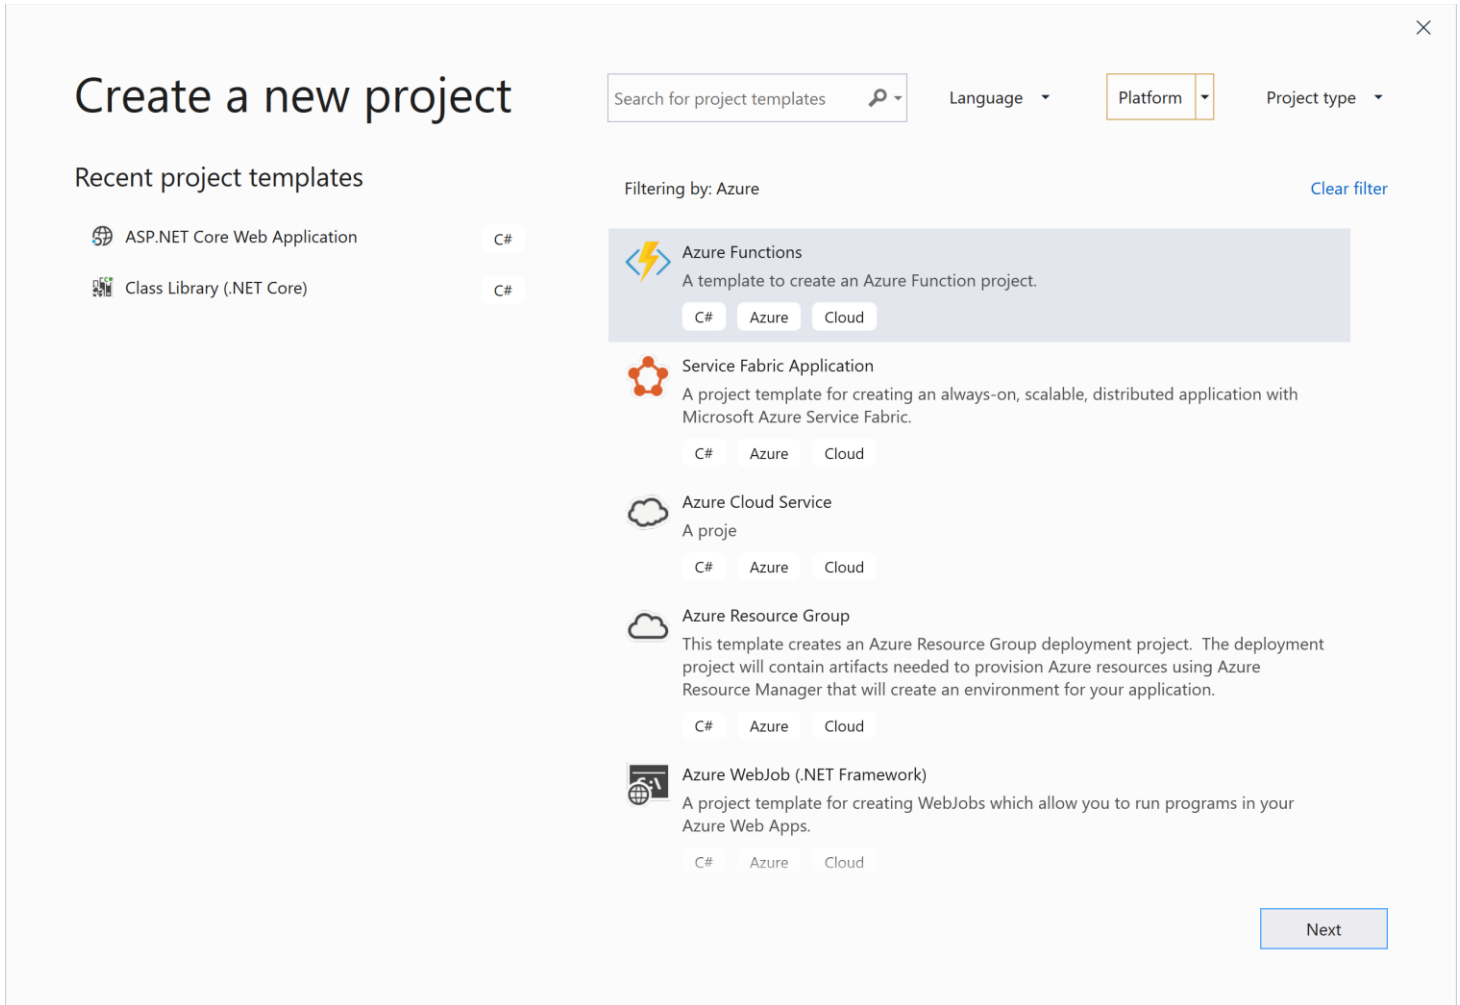 Create a new project
Search for project templates
Language
Platform
Project type
Recent project templates
ASP.NET Core Web Application
C#
Class Library (.NET Core)
C#
Filtering by: Azure
Clear filter
Azure Functions
A template to create an Azure Function project.
C# Azure Cloud
Service Fabric Application
A project template for creating an always-on, scalable, distributed application with
Microsoft Azure Service Fabric.
C# Azure Cloud
Azure Cloud Service
A proje
C# Azure Cloud
Azure Resource Group
This template creates an Azure Resource Group deployment project.  The deployment
project will contain artifacts needed to provision Azure resources using Azure
Resource Manager that will create an environment for your application.
C# Azure Cloud
Azure WebJob (.NET Framework)
A project template for creating WebJobs which allow you to run programs in your
Azure Web Apps.
C# Azure Cloud
Next